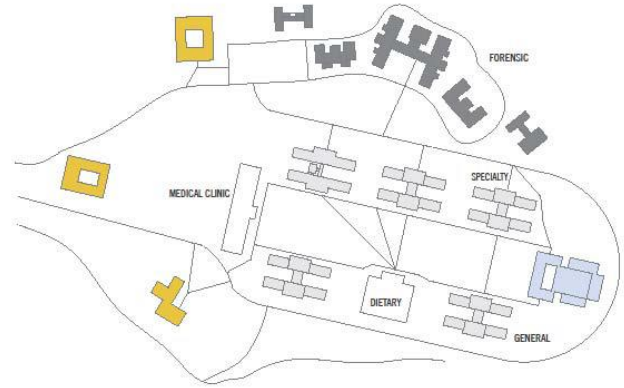 FORENSIC
SPECIALTY
MEDICAL CLINIC
DIETARY
GENERAL